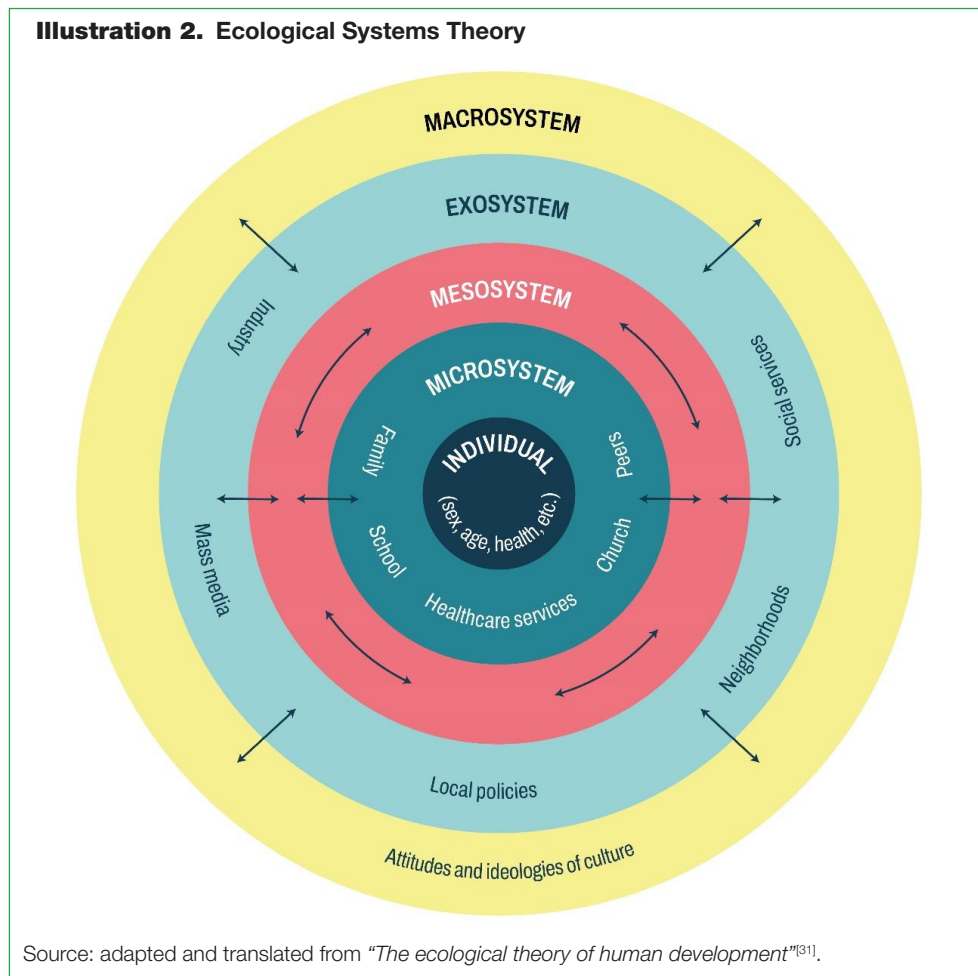 Illustration 2. Ecological Systems Theory
MACROSYSTEM
EXOSYSTEM
MESOSYSTEM
MICROSYSTEM
INDIVIDUAL
(sex, age, health, etc.)
Family
Peers
School
Church
Healthcare services
Industry
Social services
Mass media
Neighborhoods
Local policies
Attitudes and ideologies of culture
Source: adapted and translated from “The ecological theory of human development”[31].